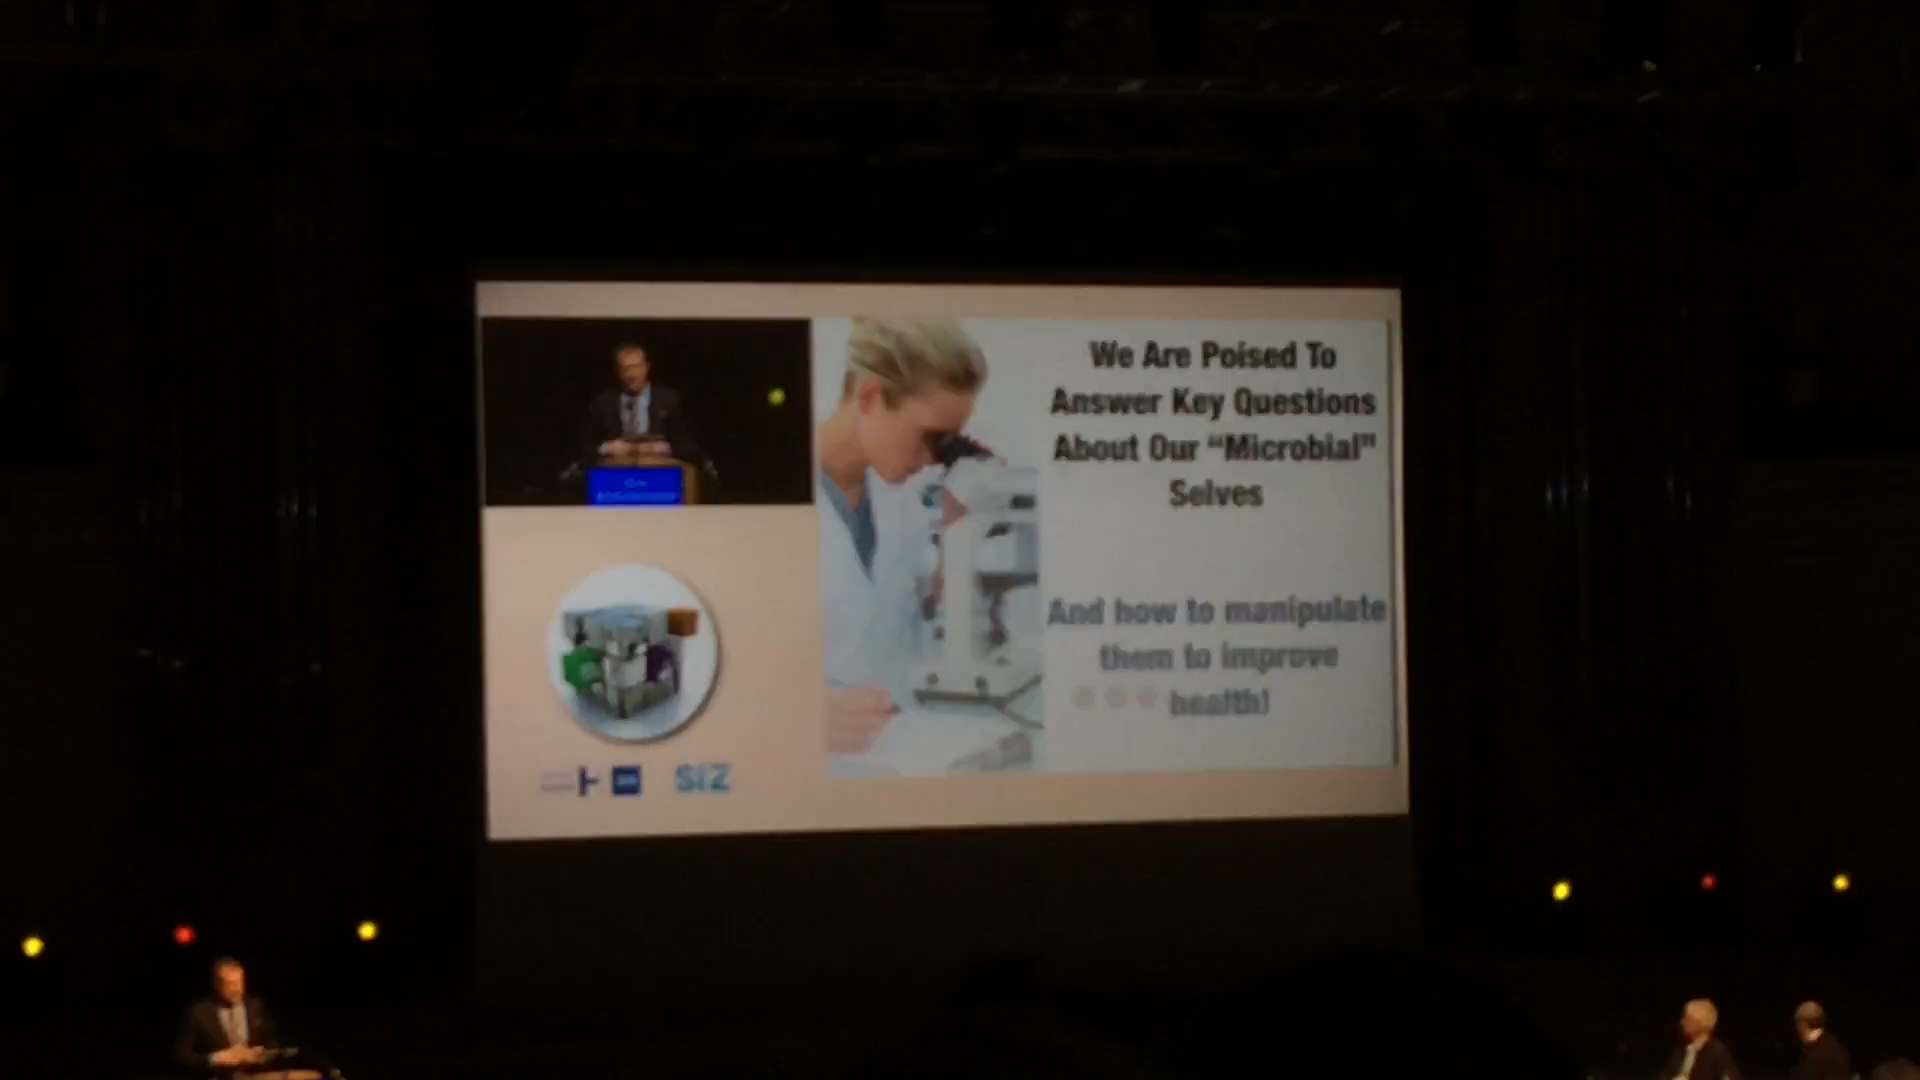 We Are Poised To
Answer Key Questions
About Our “Microbial”
Selves
And how to manipulate
them to improve
health!
SIZ